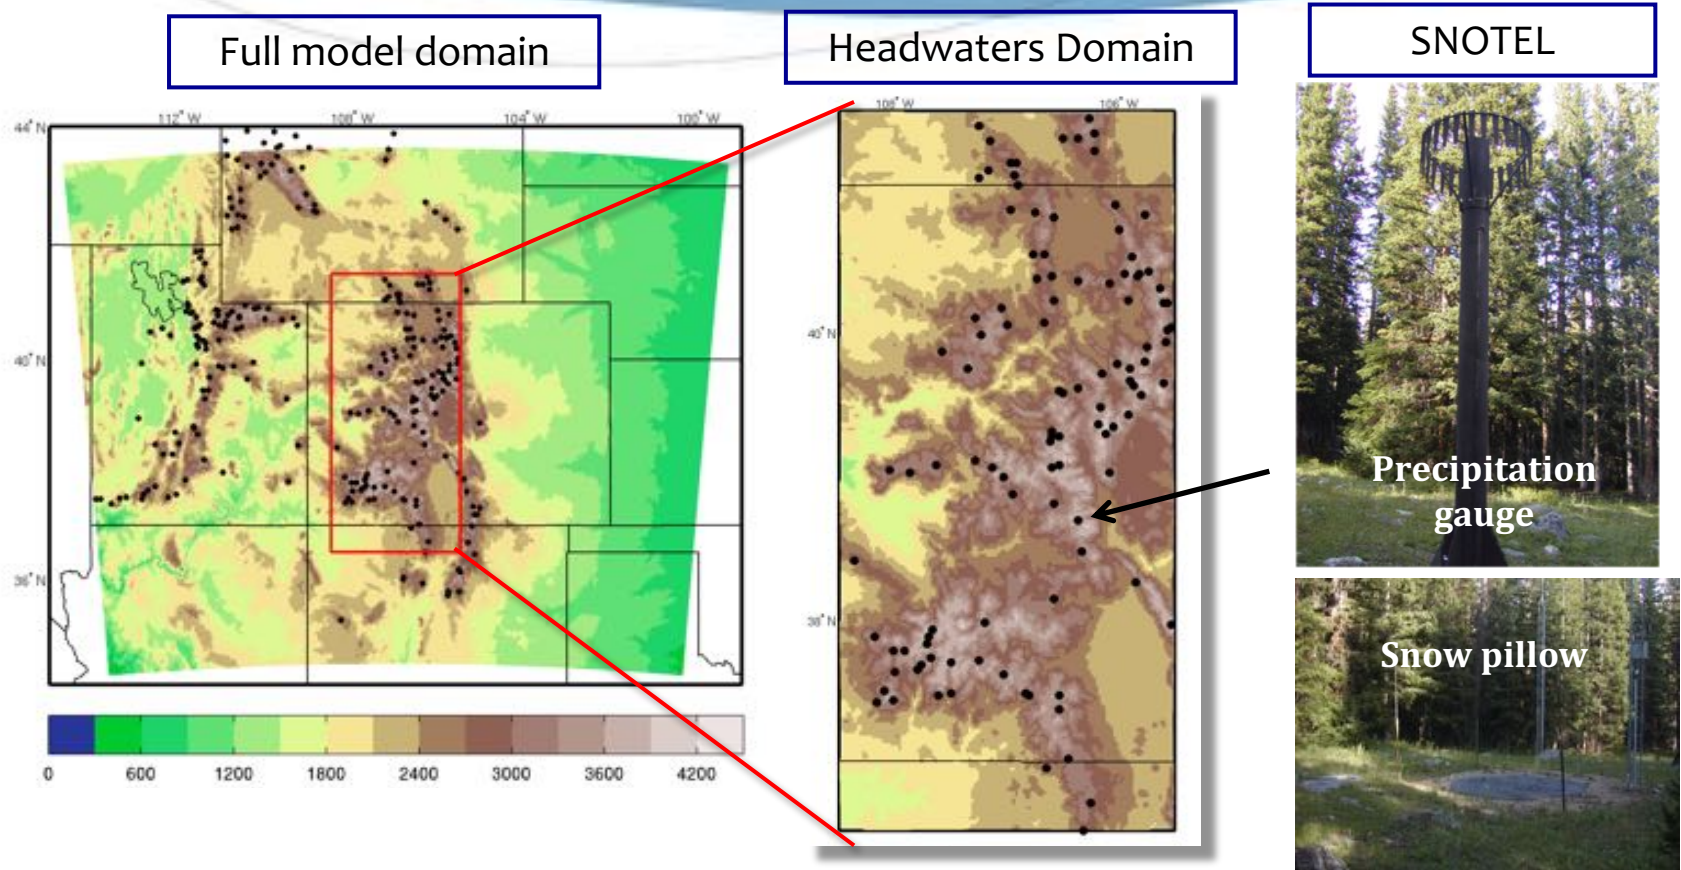 Full model domain
Headwaters Domain
SNOTEL
112° W
108° W
104° W
100° W
44° N
40° N
36° N
0
600
1200
1800
2400
3000
3600
4200
108° W
106° W
40° N
38° N
Precipitation
gauge
Snow pillow